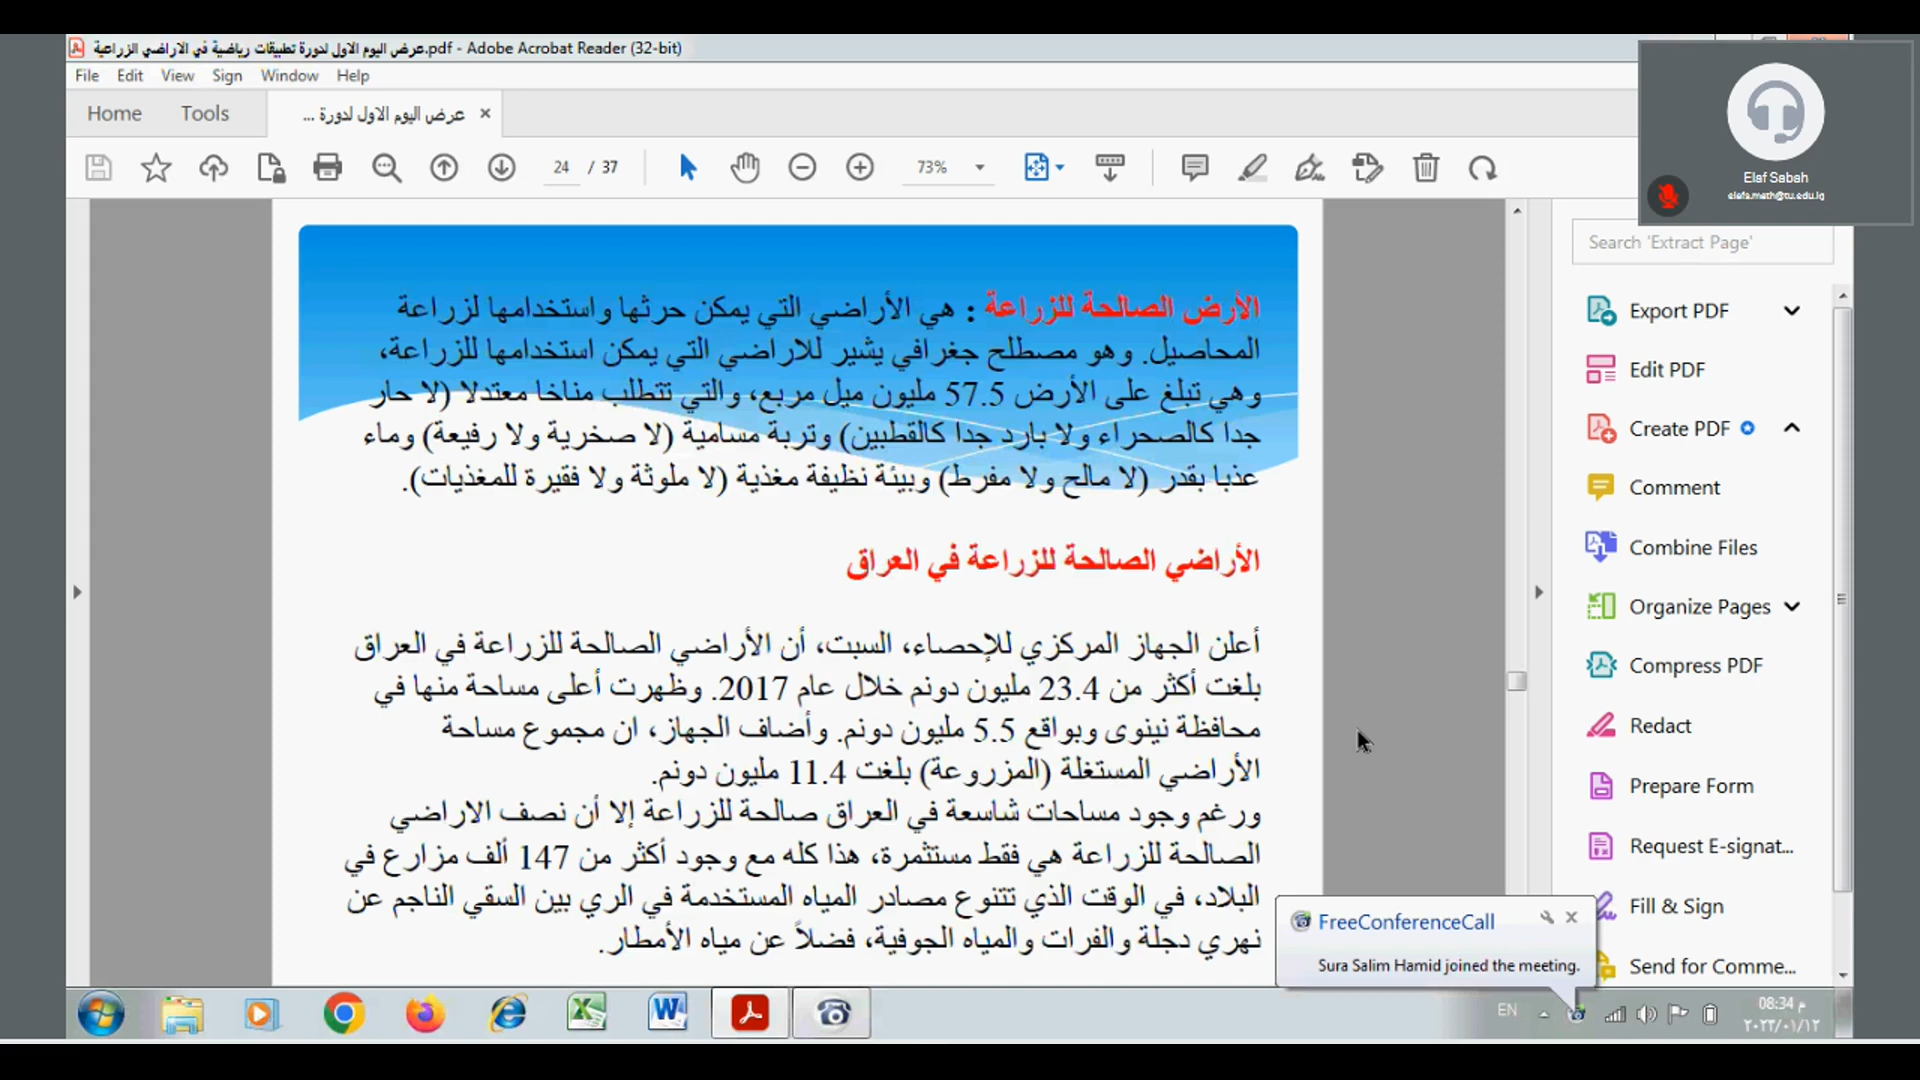 عرض اليوم الاول لدورة تطبيقات رياضية في الاراضي الزراعية.pdf - Adobe Acrobat Reader (32-bit)
File Edit View Sign Window Help
Home Tools عرض اليوم الاول لدورة ...
24 / 37 73%
Elaf Sabah
elafa.math@tu.edu.iq
Search 'Extract Page'
Export PDF
Edit PDF
Create PDF
Comment
Combine Files
Organize Pages
Compress PDF
Redact
Prepare Form
Request E-signat...
Fill & Sign
Send for Comme...
الأرض الصالحة للزراعة : هي الأراضي التي يمكن حرثها واستخدامها لزراعة
المحاصيل. وهو مصطلح جغرافي يشير للاراضي التي يمكن استخدامها للزراعة،
وهي تبلغ على الأرض 57.5 مليون ميل مربع، والتي تتطلب مناخا معتدلا (لا حار
جدا كالصحراء ولا بارد جدا كالقطبين) وتربة مسامية (لا صخرية ولا رفيعة) وماء
عذبا بقدر (لا مالح ولا مفرط) وبيئة نظيفة مغذية (لا ملوثة ولا فقيرة للمغذيات).
الأراضي الصالحة للزراعة في العراق
أعلن الجهاز المركزي للإحصاء، السبت، أن الأراضي الصالحة للزراعة في العراق
بلغت أكثر من 23.4 مليون دونم خلال عام 2017. وظهرت أعلى مساحة منها في
محافظة نينوى وبواقع 5.5 مليون دونم. وأضاف الجهاز، ان مجموع مساحة
الأراضي المستغلة (المزروعة) بلغت 11.4 مليون دونم.
ورغم وجود مساحات شاسعة في العراق صالحة للزراعة إلا أن نصف الاراضي
الصالحة للزراعة هي فقط مستثمرة، هذا كله مع وجود أكثر من 147 ألف مزارع في
البلاد، في الوقت الذي تتنوع مصادر المياه المستخدمة في الري بين السقي الناجم عن
نهري دجلة والفرات والمياه الجوفية، فضلاً عن مياه الأمطار.
FreeConferenceCall
Sura Salim Hamid joined the meeting.
EN
08:34 م
٢٠٢٣/٠١/١٢